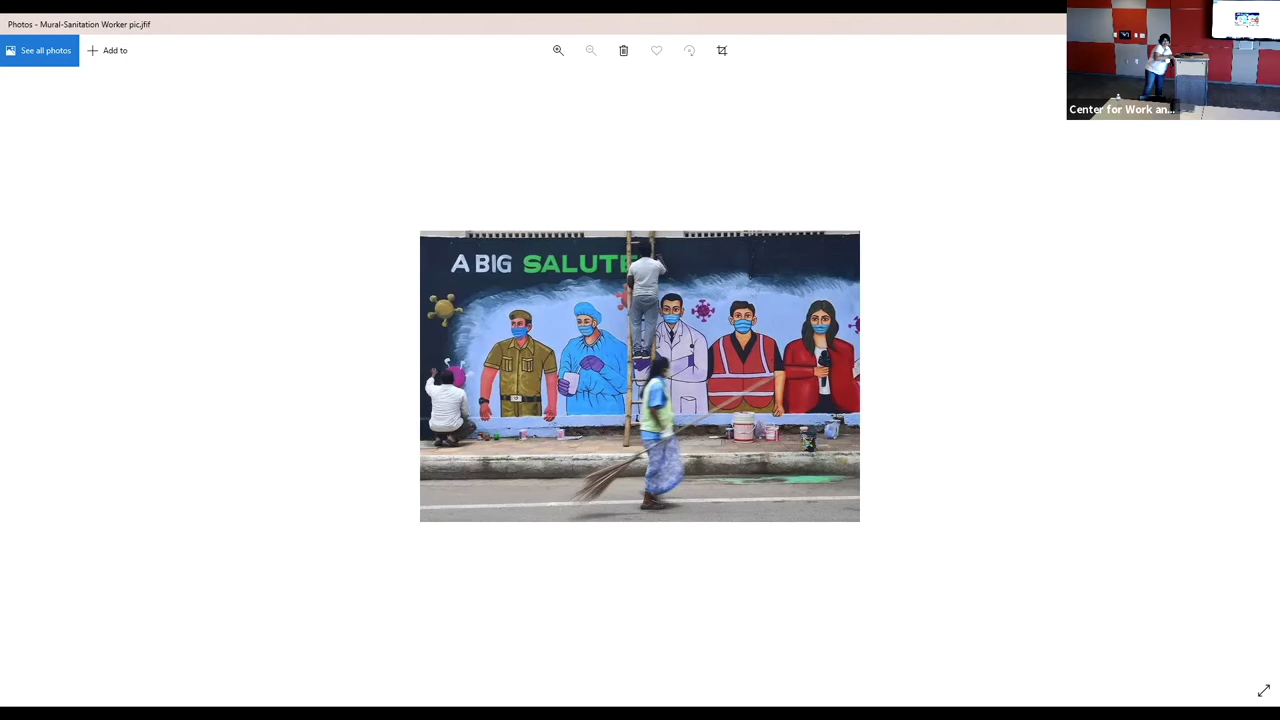 Photos - Mural-Sanitation Worker pic.jfif
See all photos
Add to
Center for Work an...
A BIG SALUTE